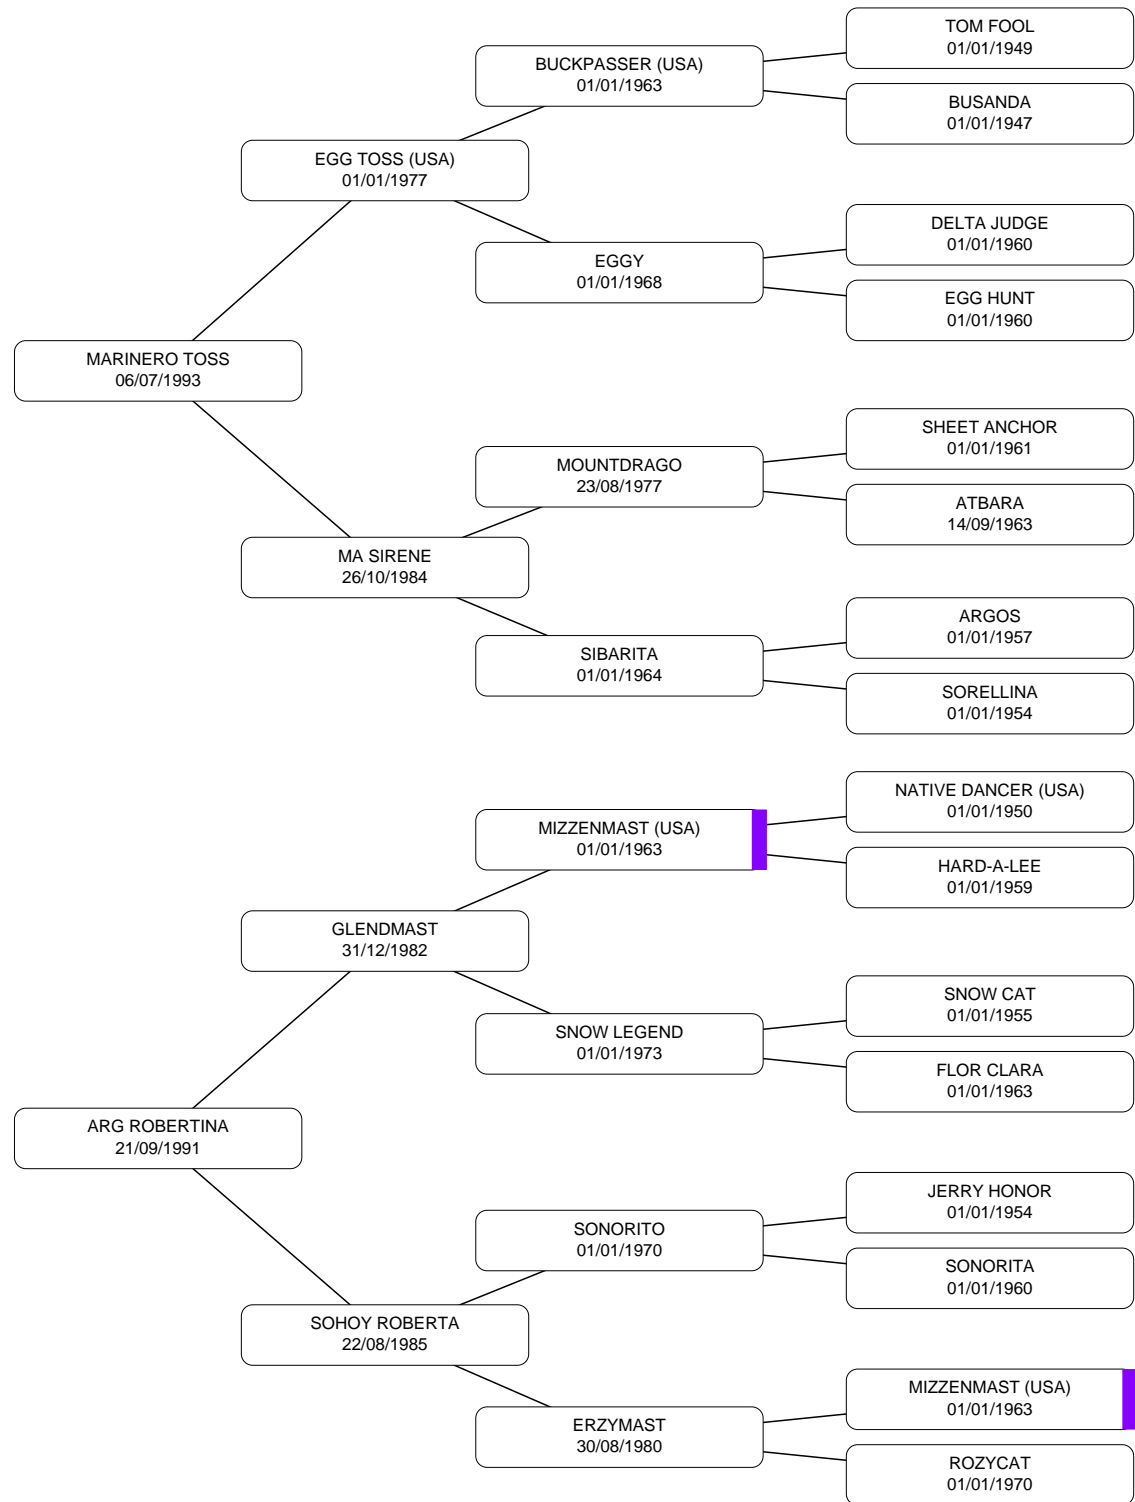 TOM FOOL
01/01/1949
BUCKPASSER (USA)
01/01/1963
BUSANDA
01/01/1947
EGG TOSS (USA)
01/01/1977
DELTA JUDGE
01/01/1960
EGGY
01/01/1968
EGG HUNT
01/01/1960
MARINERO TOSS
06/07/1993
SHEET ANCHOR
01/01/1961
MOUNTDRAGO
23/08/1977
ATBARA
14/09/1963
MA SIRENE
26/10/1984
ARGOS
01/01/1957
SIBARITA
01/01/1964
SORELLINA
01/01/1954
NATIVE DANCER (USA)
01/01/1950
MIZZENMAST (USA)
01/01/1963
HARD-A-LEE
01/01/1959
GLENDMAST
31/12/1982
SNOW CAT
01/01/1955
SNOW LEGEND
01/01/1973
FLOR CLARA
01/01/1963
ARG ROBERTINA
21/09/1991
JERRY HONOR
01/01/1954
SONORITO
01/01/1970
SONORITA
01/01/1960
SOHOY ROBERTA
22/08/1985
MIZZENMAST (USA)
01/01/1963
ERZYMAST
30/08/1980
ROZYCAT
01/01/1970